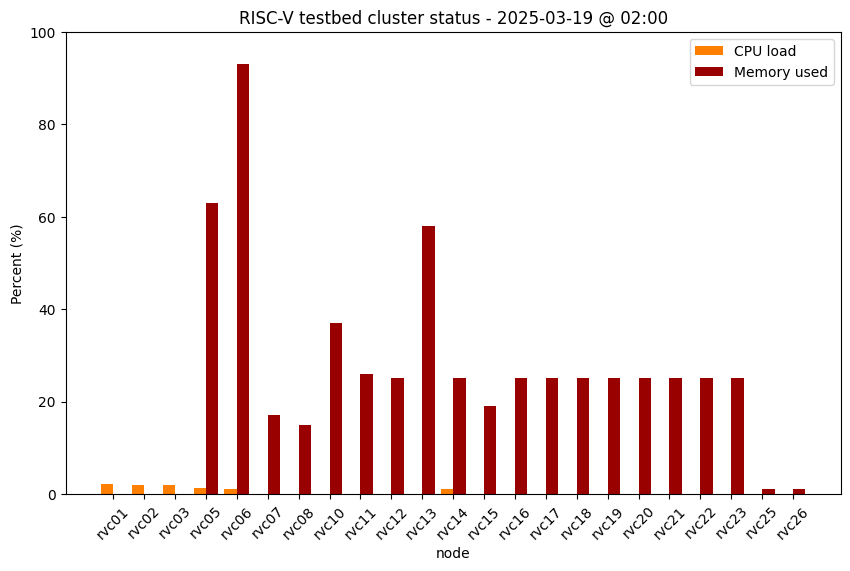 RISC-V testbed cluster status - 2025-03-19 @ 02:00
CPU load
Memory used
Percent (%)
100
80
60
40
20
0
rvc01
rvc02
rvc03
rvc05
rvc06
rvc07
rvc08
rvc10
rvc11
rvc12
rvc13
rvc14
rvc15
rvc16
rvc17
rvc18
rvc19
rvc20
rvc21
rvc22
rvc23
rvc25
rvc26
node